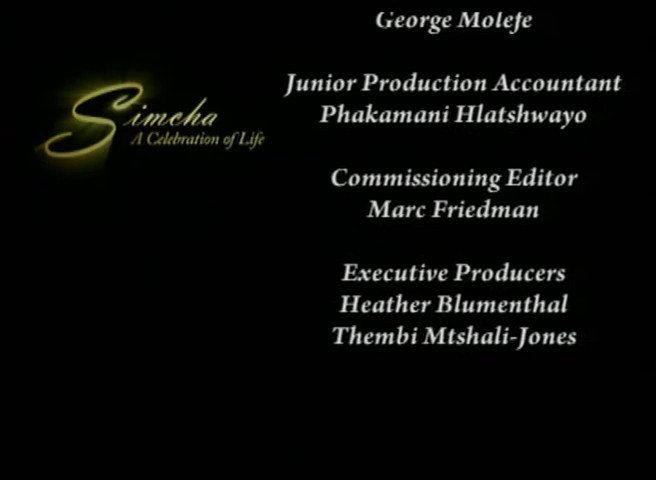 George Molefe
Simcha
A Celebration of Life
Junior Production Accountant
Phakamani Hlatshwayo
Commissioning Editor
Marc Friedman
Executive Producers
Heather Blumenthal
Thembi Mtshali-Jones